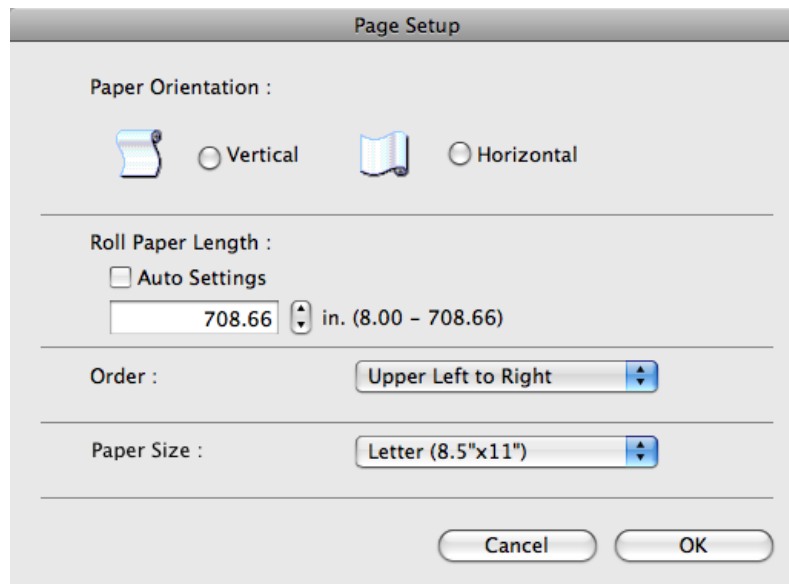 Page Setup
Paper Orientation :
Vertical Horizontal
Roll Paper Length :
Auto Settings
708.66 in. (8.00 – 708.66)
Order : Upper Left to Right
Paper Size : Letter (8.5"x11")
Cancel OK